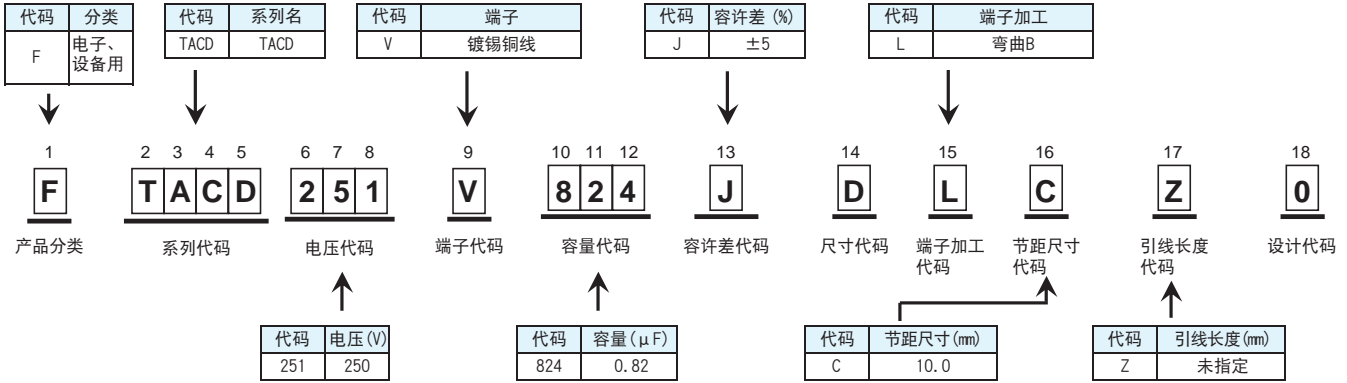 代码 分类 代码 系列名 代码 端子 代码 容许差 (%) 代码 端子加工
F 电子、设备用 TACD TACD V 镀锡铜线 J ±5 L 弯曲B
1 2 3 4 5 6 7 8 9 10 11 12 13 14 15 16 17 18
F T A C D 2 5 1 V 8 2 4 J D L C Z 0
产品分类 系列代码 电压代码 端子代码 容量代码 容许差代码 尺寸代码 端子加工代码 节距尺寸代码 引线长度代码 设计代码
代码 电压(V) 代码 容量(μF) 代码 节距尺寸(mm) 代码 引线长度(mm)
251 250 824 0.82 C 10.0 Z 未指定